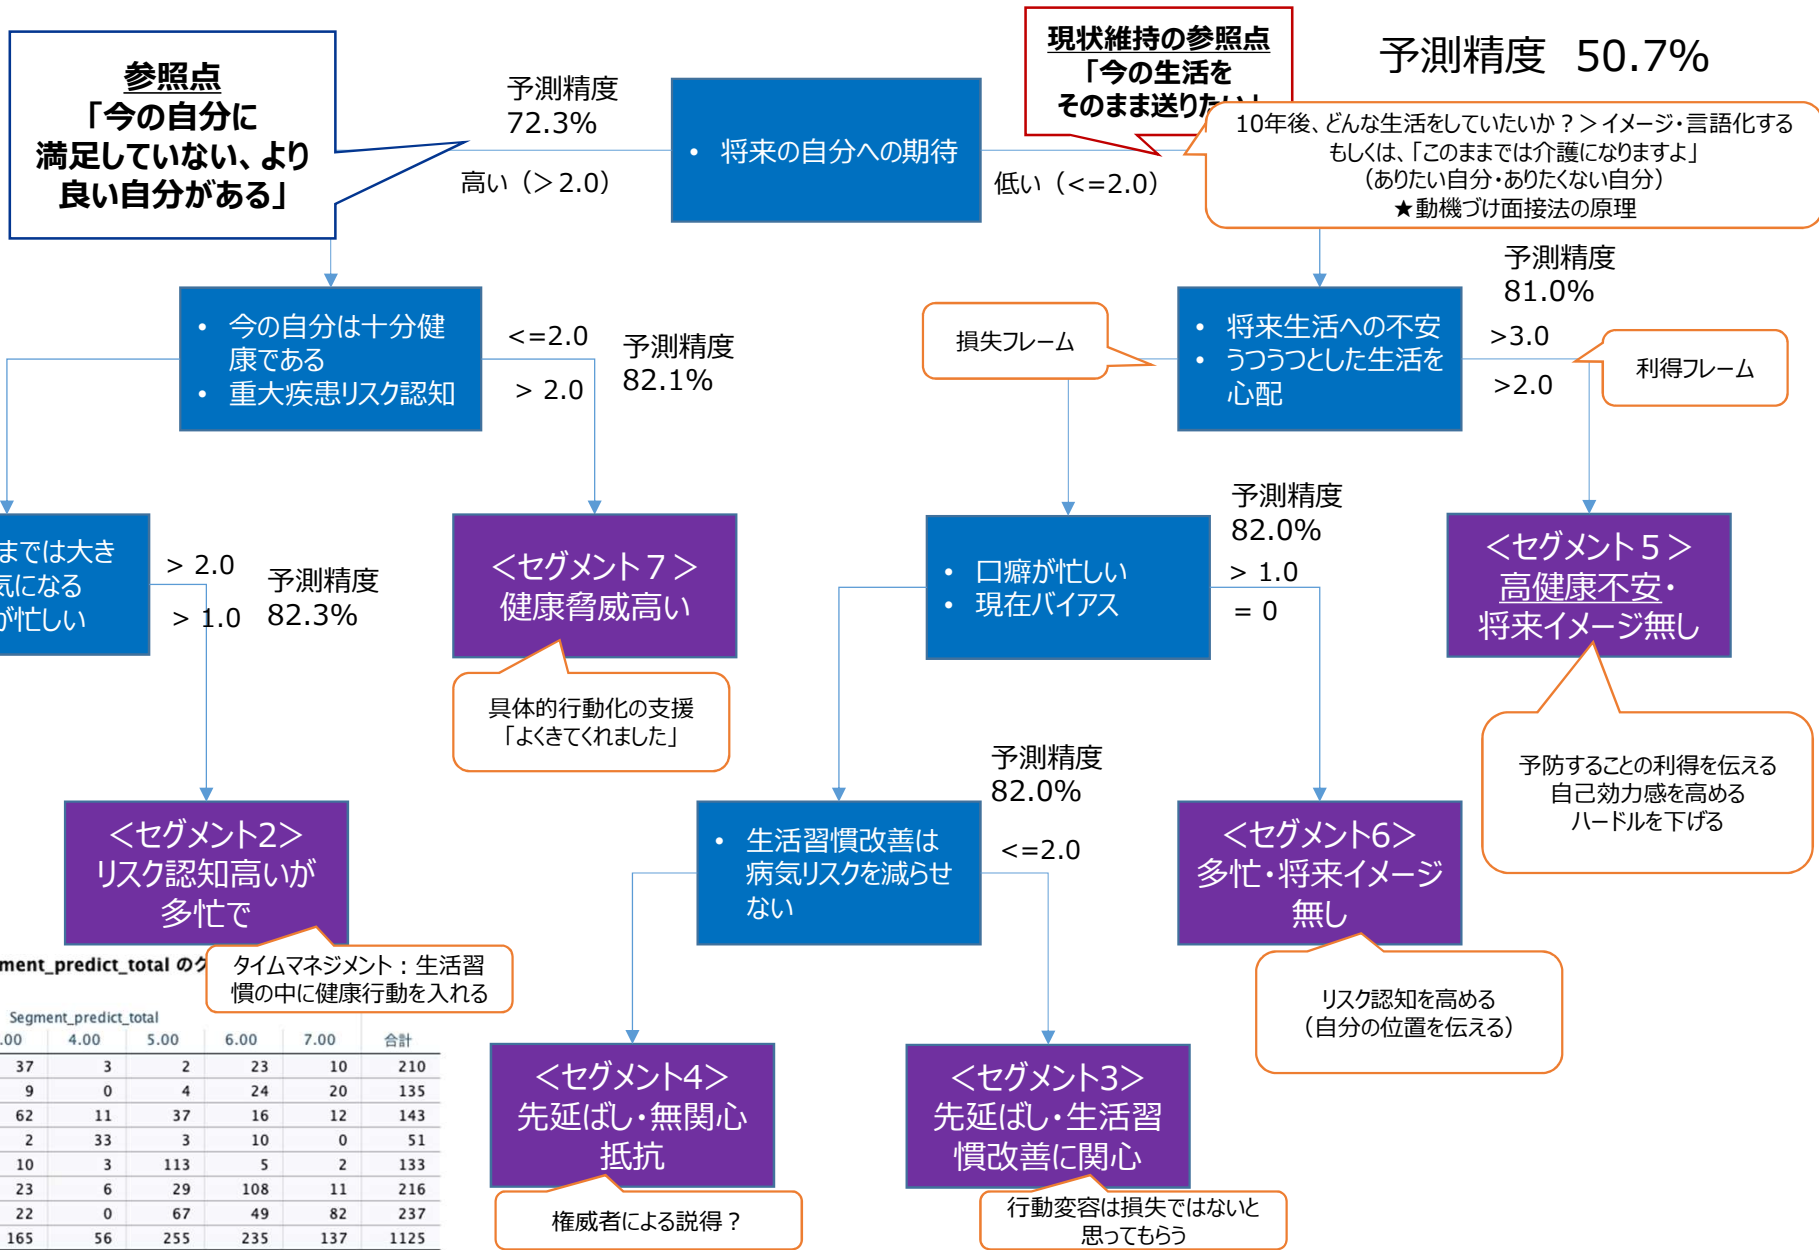 参照点
「今の自分に
満足していない、より
良い自分がある」
予測精度
72.3%
高い（＞2.0）
• 将来の自分への期待
低い（<=2.0）
現状維持の参照点
「今の生活を
そのまま送りたい」
予測精度 50.7%
10年後、どんな生活をしていたいか？＞イメージ・言語化する
もしくは、「このままでは介護になりますよ」
（ありたい自分・ありたくない自分）
★動機づけ面接法の原理
• 今の自分は十分健
康である
• 重大疾患リスク認知
<=2.0
> 2.0
予測精度
82.1%
損失フレーム
• 将来生活への不安
• うつうつとした生活を
心配
予測精度
81.0%
>3.0
>2.0
利得フレーム
までは大き
気になる
が忙しい
> 2.0
> 1.0
予測精度
82.3%
＜セグメント７＞
健康脅威高い
具体的行動化の支援
「よくきてくれました」
• 口癖が忙しい
• 現在バイアス
予測精度
82.0%
> 1.0
= 0
＜セグメント５＞
高健康不安・
将来イメージ無し
予防することの利得を伝える
自己効力感を高める
ハードルを下げる
＜セグメント2＞
リスク認知高いが
多忙で
タイムマネジメント：生活習
慣の中に健康行動を入れる
• 生活習慣改善は
病気リスクを減らせ
ない
予測精度
82.0%
<=2.0
＜セグメント6＞
多忙・将来イメージ
無し
リスク認知を高める
（自分の位置を伝える）
＜セグメント4＞
先延ばし・無関心
抵抗
権威者による説得？
＜セグメント3＞
先延ばし・生活習
慣改善に関心
行動変容は損失ではないと
思ってもらう
ment_predict_total のク
Segment_predict_total
.00 4.00 5.00 6.00 7.00 合計
37 3 2 23 10 210
9 0 4 24 20 135
62 11 37 16 12 143
2 33 3 10 0 51
10 3 113 5 2 133
23 6 29 108 11 216
22 0 67 49 82 237
165 56 255 235 137 1125